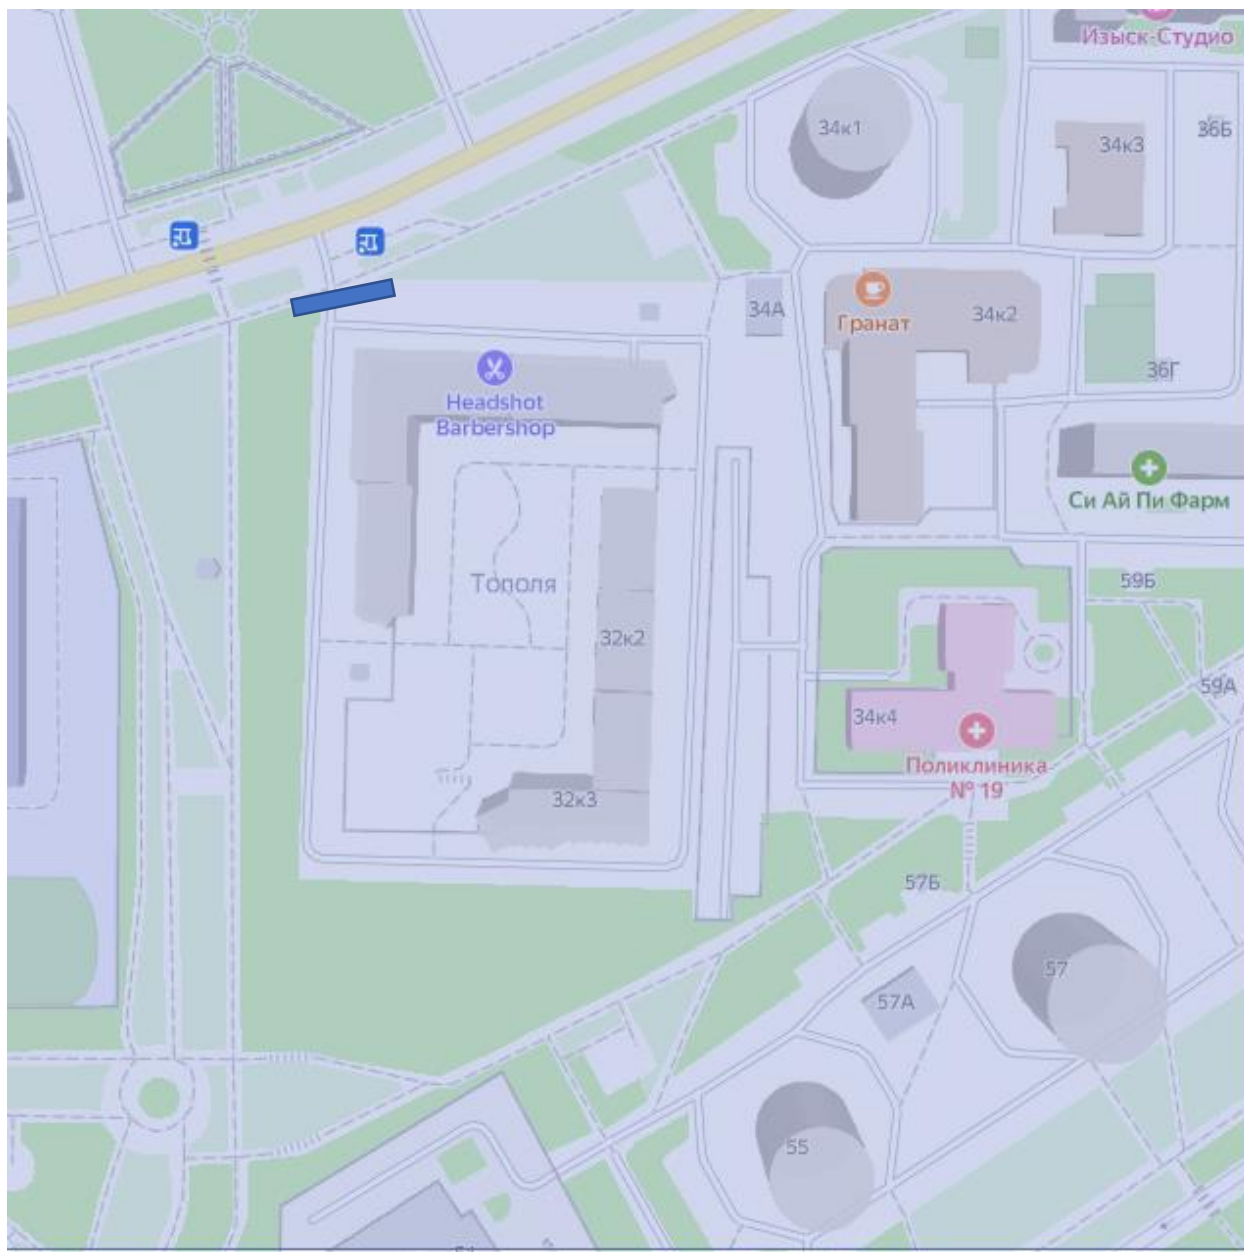 Изыск-Студио
34к1
34к3
36Б
34А
Гранат
34к2
36Г
Headshot
Barbershop
Си Ай Пи Фарм
Тополя
59Б
32к2
59А
34к4
Поликлиника
№ 19
32к3
57Б
57
57А
55